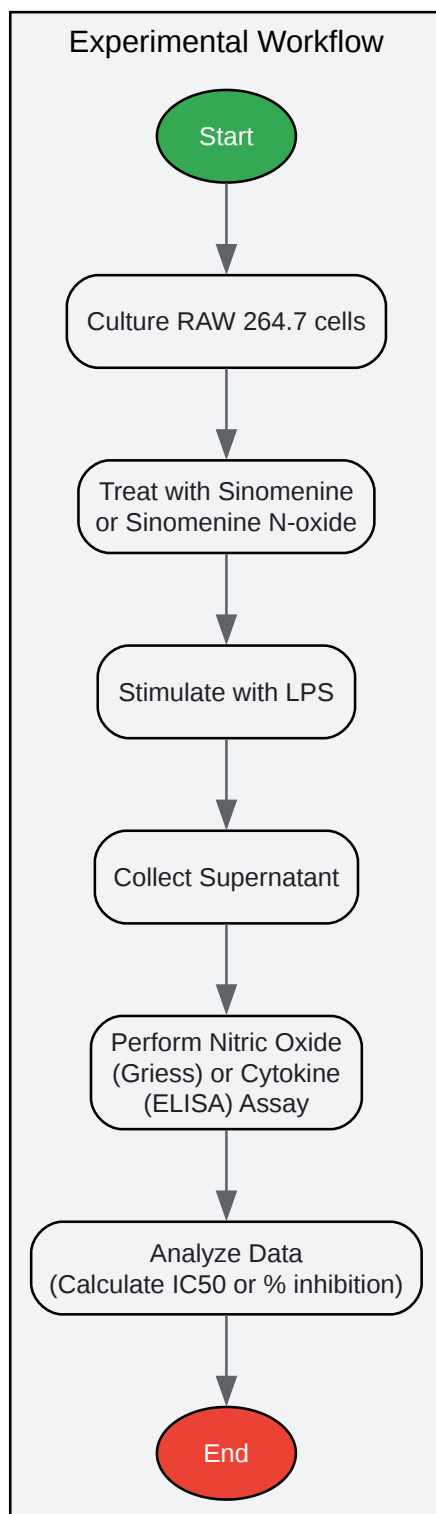 Experimental Workflow
Start
Culture RAW 264.7 cells
Treat with Sinomenine
or Sinomenine N-oxide
Stimulate with LPS
Collect Supernatant
Perform Nitric Oxide
(Griess) or Cytokine
(ELISA) Assay
Analyze Data
(Calculate IC50 or % inhibition)
End